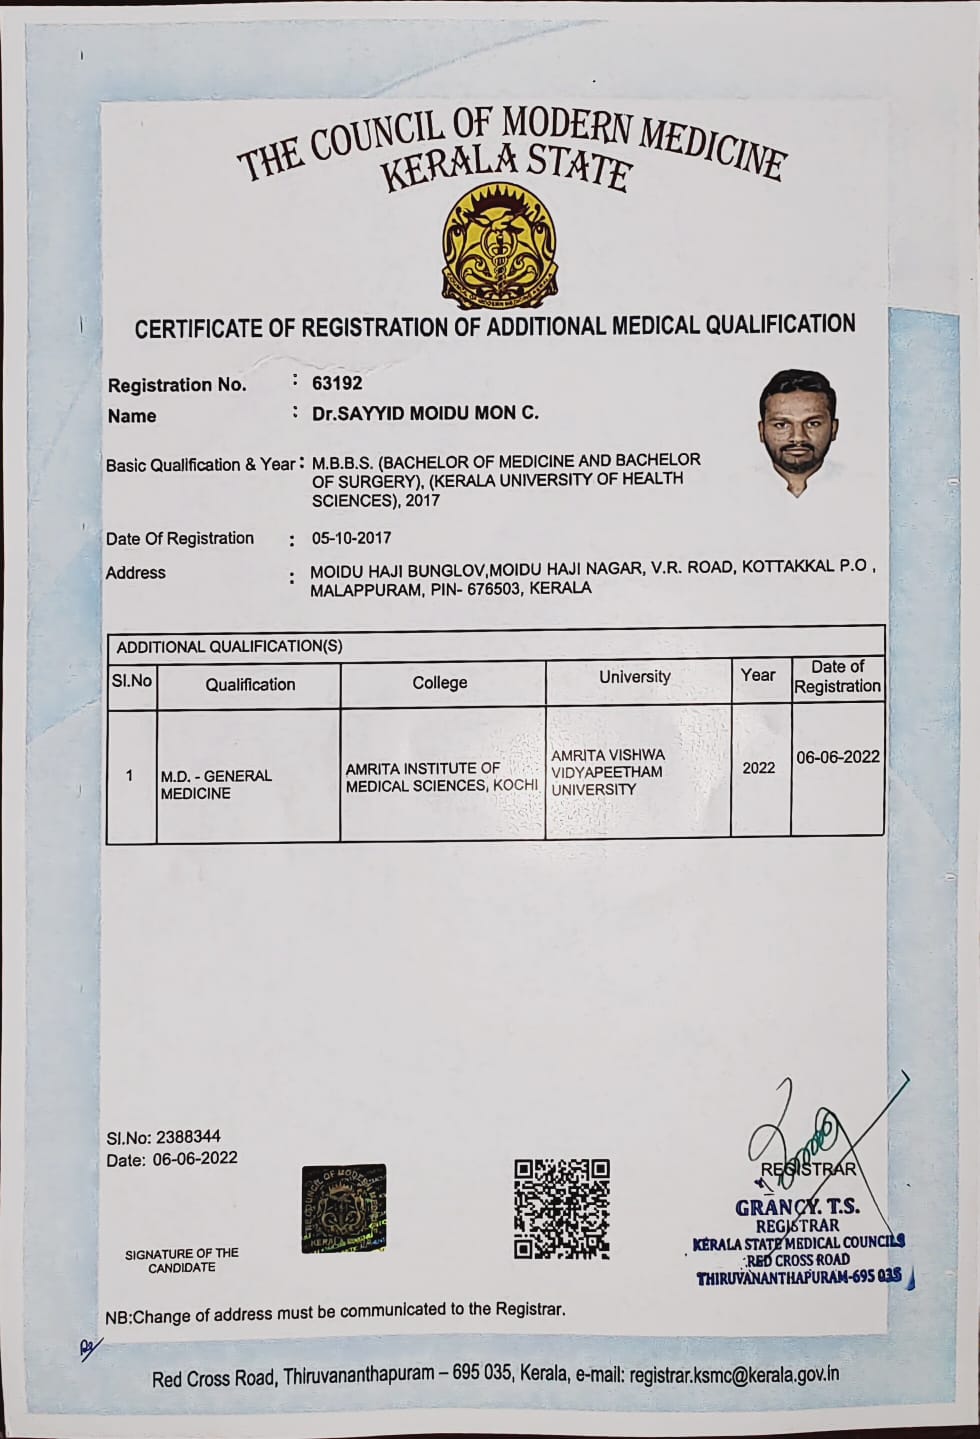 THE COUNCIL OF MODERN MEDICINE
KERALA STATE
CERTIFICATE OF REGISTRATION OF ADDITIONAL MEDICAL QUALIFICATION
Registration No. : 63192
Name : Dr.SAYYID MOIDU MON C.
Basic Qualification & Year : M.B.B.S. (BACHELOR OF MEDICINE AND BACHELOR
OF SURGERY), (KERALA UNIVERSITY OF HEALTH
SCIENCES), 2017
Date Of Registration : 05-10-2017
Address : MOIDU HAJI BUNGLOV,MOIDU HAJI NAGAR, V.R. ROAD, KOTTAKKAL P.O ,
MALAPPURAM, PIN- 676503, KERALA
ADDITIONAL QUALIFICATION(S)
Sl.No Qualification College University Year Date of
Registration
1 M.D. - GENERAL
MEDICINE
AMRITA INSTITUTE OF
MEDICAL SCIENCES, KOCHI
AMRITA VISHWA
VIDYAPEETHAM
UNIVERSITY
2022
06-06-2022
Sl.No: 2388344
Date: 06-06-2022
SIGNATURE OF THE
CANDIDATE
REGISTRAR
GRANCY. T.S.
REGISTRAR
KERALA STATE MEDICAL COUNCILS
RED CROSS ROAD
THIRUVANANTHAPURAM-695 035
NB:Change of address must be communicated to the Registrar.
Red Cross Road, Thiruvananthapuram – 695 035, Kerala, e-mail: registrar.ksmc@kerala.gov.in